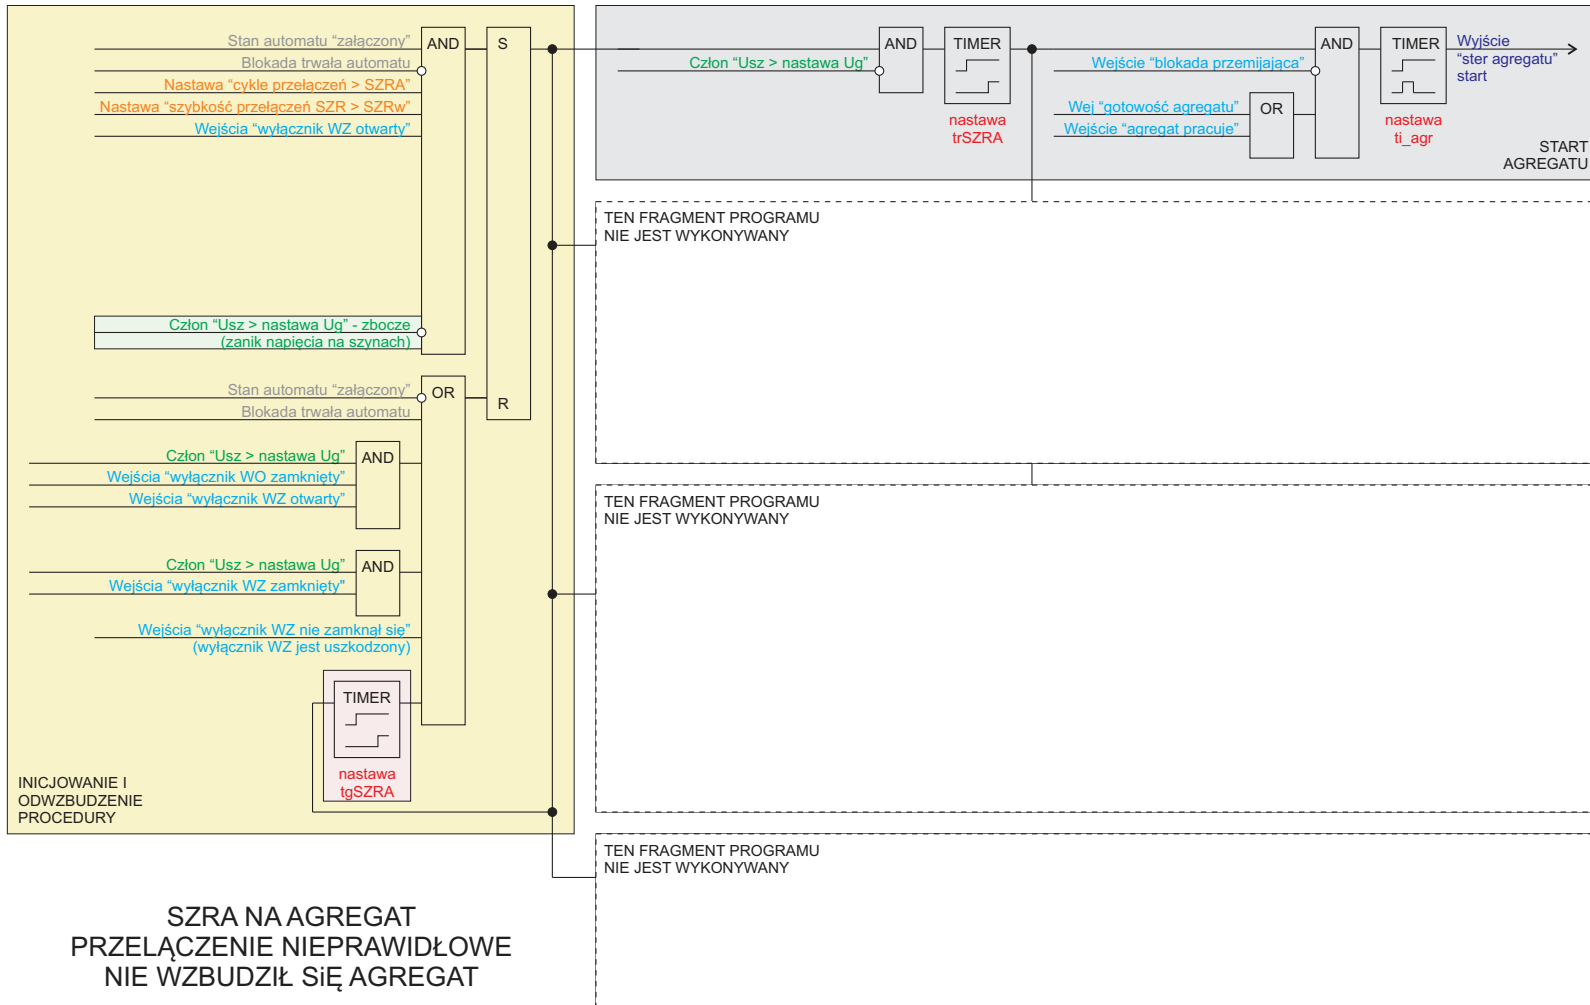 Stan automatu “załączony”
Blokada trwała automatu
Nastawa “cykle przełączeń > SZRA”
Nastawa “szybkość przełączeń SZR > SZRw”
Wejścia “wyłącznik WZ otwarty”
AND
S
Człon “Usz > nastawa Ug” - zbocze
(zanik napięcia na szynach)
Stan automatu “załączony”
Blokada trwała automatu
OR
R
Człon “Usz > nastawa Ug”
Wejścia “wyłącznik WO zamknięty”
Wejścia “wyłącznik WZ otwarty”
AND
Człon “Usz > nastawa Ug”
Wejścia “wyłącznik WZ zamknięty"
AND
Wejścia “wyłącznik WZ nie zamknął się”
(wyłącznik WZ jest uszkodzony)
TIMER
nastawa
tgSZRA
INICJOWANIE I
ODWZBUDZENIE
PROCEDURY
Człon “Usz > nastawa Ug”
AND
TIMER
nastawa
trSZRA
Wejście “blokada przemijająca”
Wej “gotowość agregatu”
Wejście “agregat pracuje”
OR
AND
TIMER
nastawa
ti_agr
Wyjście
“ster agregatu”
start
START
AGREGATU
TEN FRAGMENT PROGRAMU
NIE JEST WYKONYWANY
TEN FRAGMENT PROGRAMU
NIE JEST WYKONYWANY
TEN FRAGMENT PROGRAMU
NIE JEST WYKONYWANY
SZRA NA AGREGAT
PRZELĄCZENIE NIEPRAWIDŁOWE
NIE WZBUDZIŁ SiĘ AGREGAT